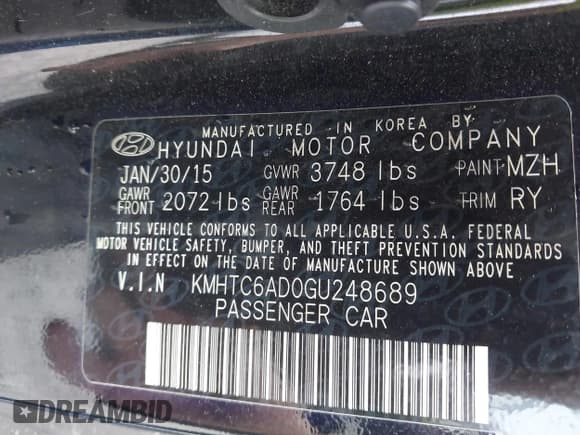 MANUFACTURED IN KOREA BY
HYUNDAI MOTOR COMPANY
JAN/30/15 GVWR 3748 lbs PAINT MZH
GAWR FRONT 2072 lbs GAWR REAR 1764 lbs TRIM RY
THIS VEHICLE CONFORMS TO ALL APPLICABLE U.S.A. FEDERAL
MOTOR VEHICLE SAFETY, BUMPER, AND THEFT PREVENTION STANDARDS
IN EFFECT ON THE DATE OF MANUFACTURE SHOWN ABOVE
V.I.N KMHTC6AD0GU248689
PASSENGER CAR
DREAMBID